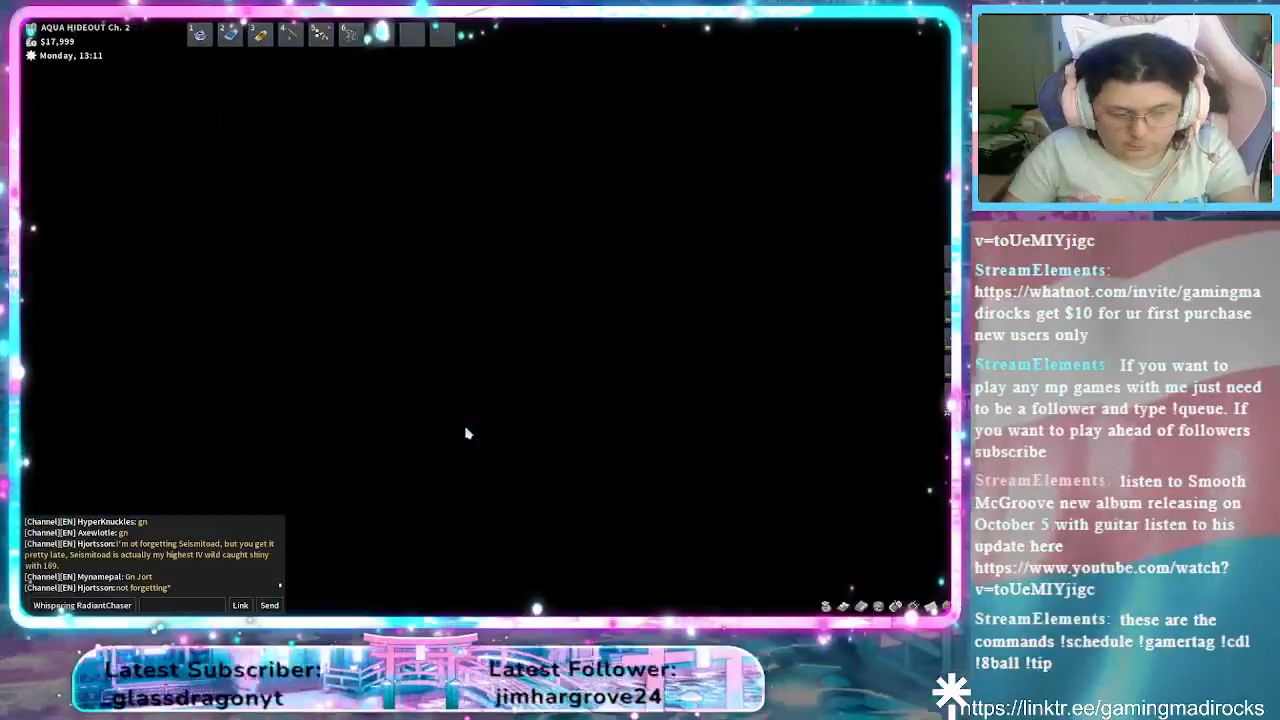 AQUA HIDEOUT Ch. 2
$17,999
Monday, 13:11
1 2 3 4 5 6
[Channel][EN] HyperKnuckles: gn
[Channel][EN] Axewlotle: gn
[Channel][EN] Hjortsson:I'm ot forgetting Seismitoad, but you get it
pretty late, Seismitoad is actually my highest IV wild caught shiny
with 169.
[Channel][EN] Mynamepal: Gn Jort
[Channel][EN] Hjortsson:not forgetting*
Whispering RadiantChaser Link Send
v=toUeMIYjigc
StreamElements:
https://whatnot.com/invite/gamingma
dirocks get $10 for ur first purchase
new users only
StreamElements: If you want to
play any mp games with me just need
to be a follower and type !queue. If
you want to play ahead of followers
subscribe
StreamElements: listen to Smooth
McGroove new album releasing on
October 5 with guitar listen to his
update here
https://www.youtube.com/watch?
v=toUeMIYjigc
StreamElements: these are the
commands !schedule !gamertag !cdl
!8ball !tip
Latest Subscriber:
glassdragonyt
Latest Follower:
jimhargrove24
https://linktr.ee/gamingmadirocks